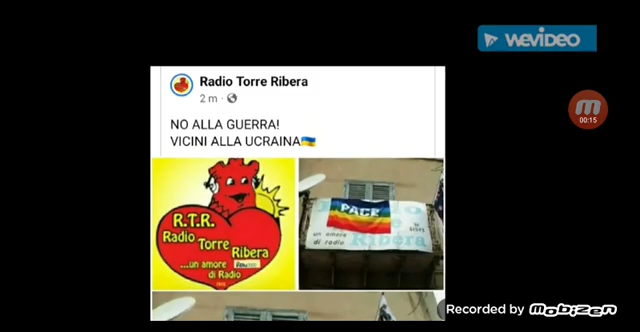 WEVIDEO
Radio Torre Ribera
2 m
00:15
NO ALLA GUERRA!
VICINI ALLA UCRAINA
R.T.R.
Radio
Torre
Ribera
...un amore
di Radio
PACE
un amore
di radio
Ribera
Recorded by MOBIZEN